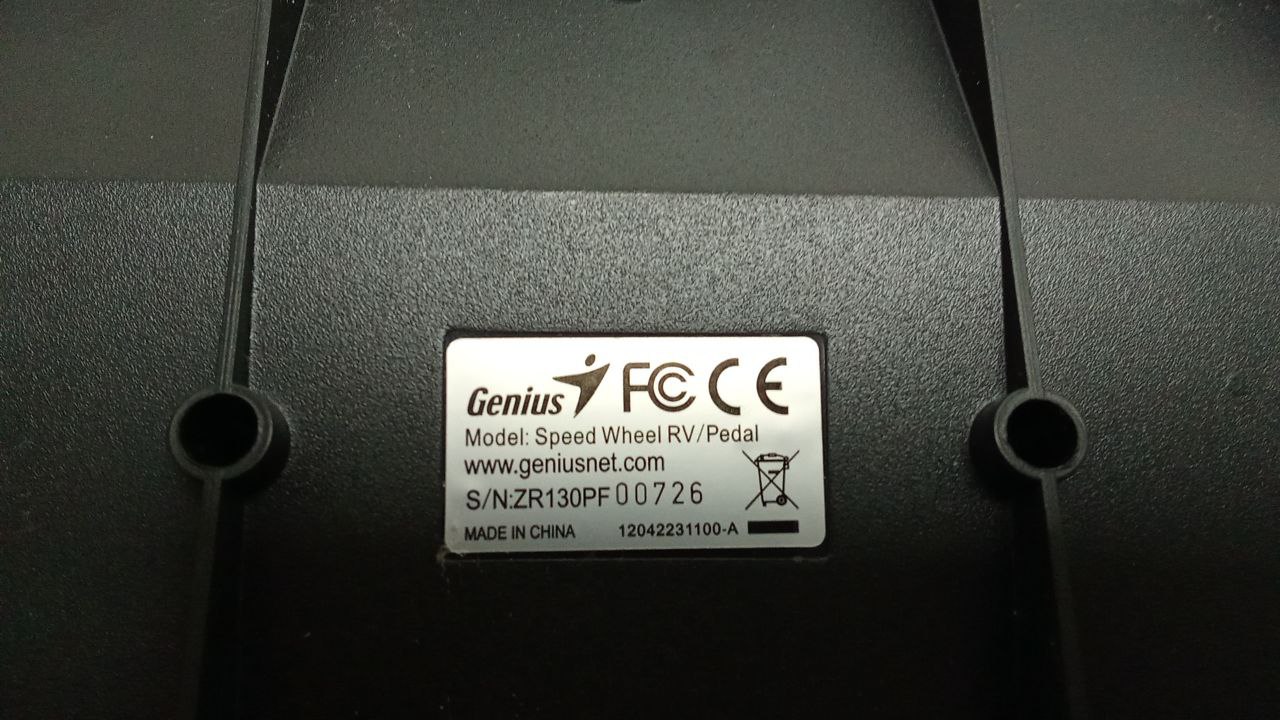 Genius FC CE
Model: Speed Wheel RV/Pedal
www.geniusnet.com
S/N:ZR130PF00726
MADE IN CHINA 12042231100-A